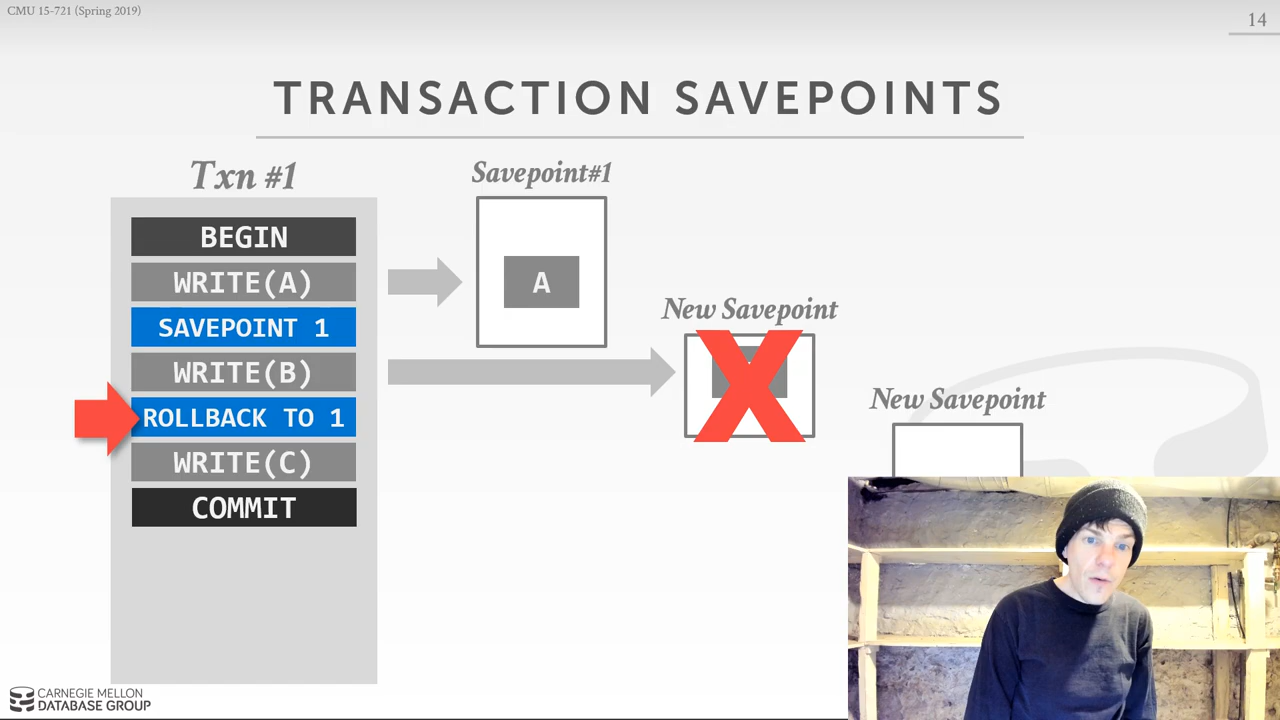 CMU 15-721 (Spring 2019)
14
TRANSACTION SAVEPOINTS
Txn #1
BEGIN
WRITE(A)
SAVEPOINT 1
WRITE(B)
ROLLBACK TO 1
WRITE(C)
COMMIT
Savepoint#1
A
New Savepoint
X
New Savepoint
CARNEGIE MELLON
DATABASE GROUP